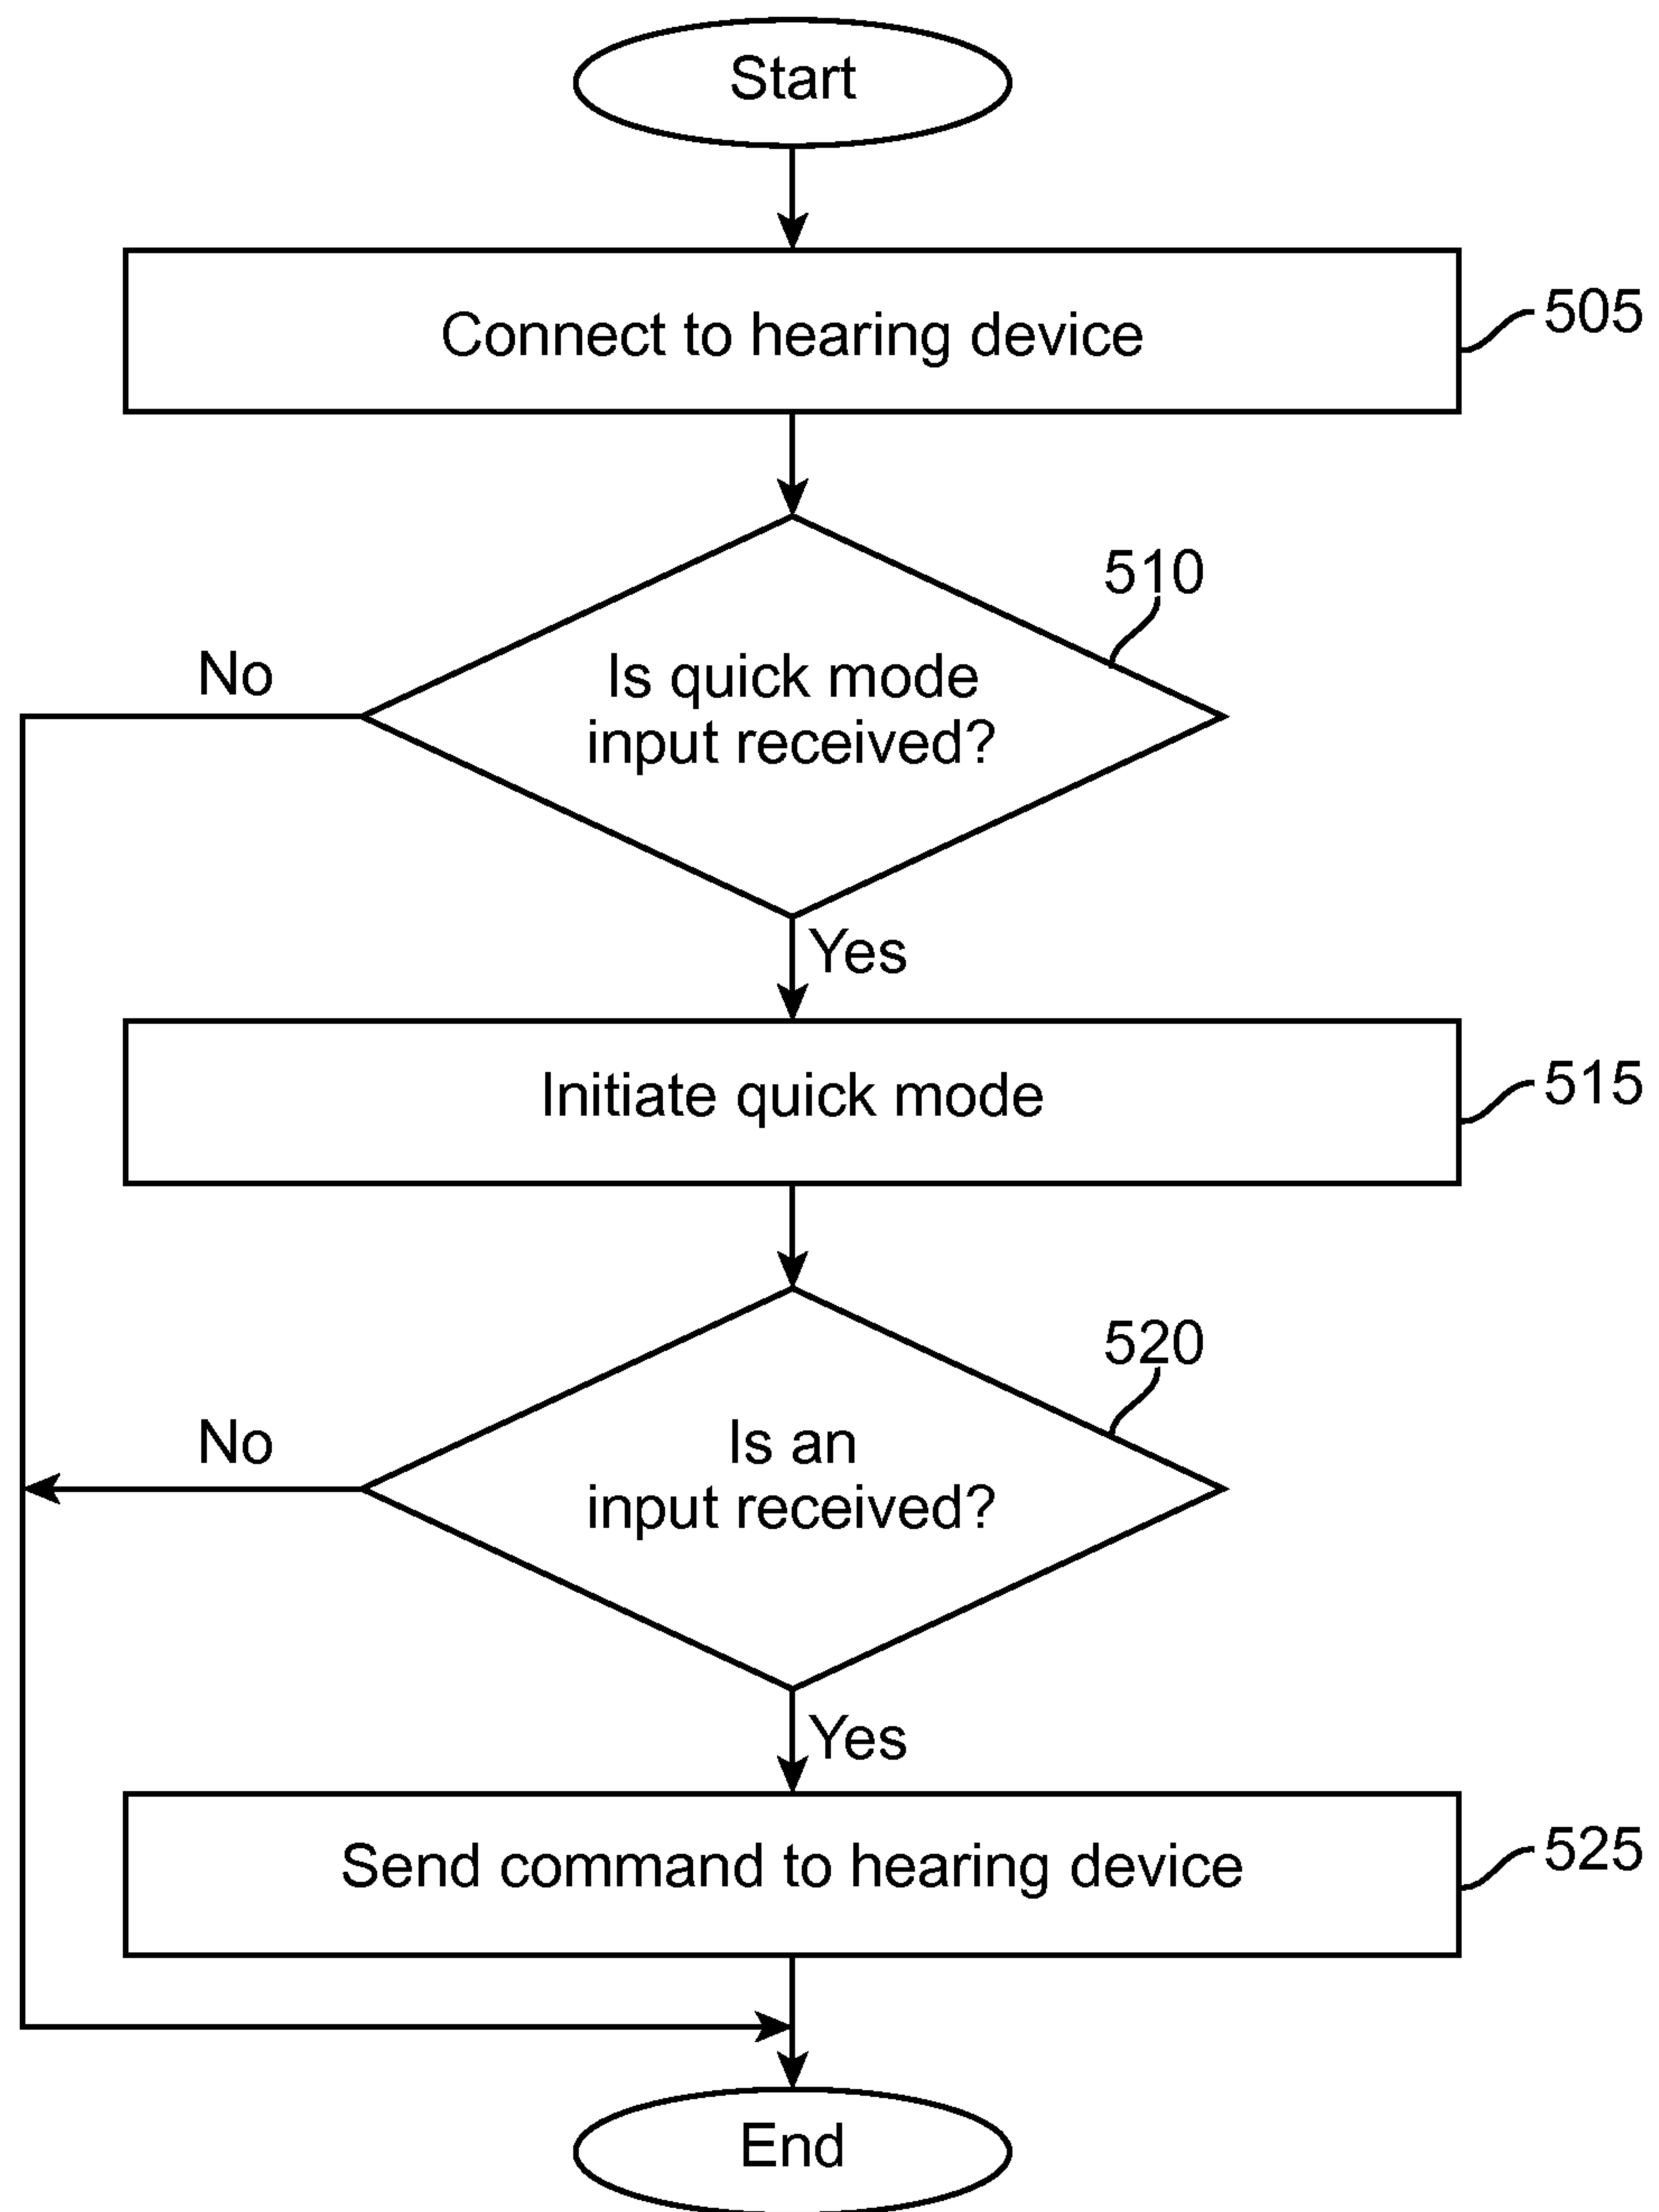 Start
Connect to hearing device
505
510
No
Is quick mode
input received?
Yes
Initiate quick mode
515
520
No
Is an
input received?
Yes
Send command to hearing device
525
End